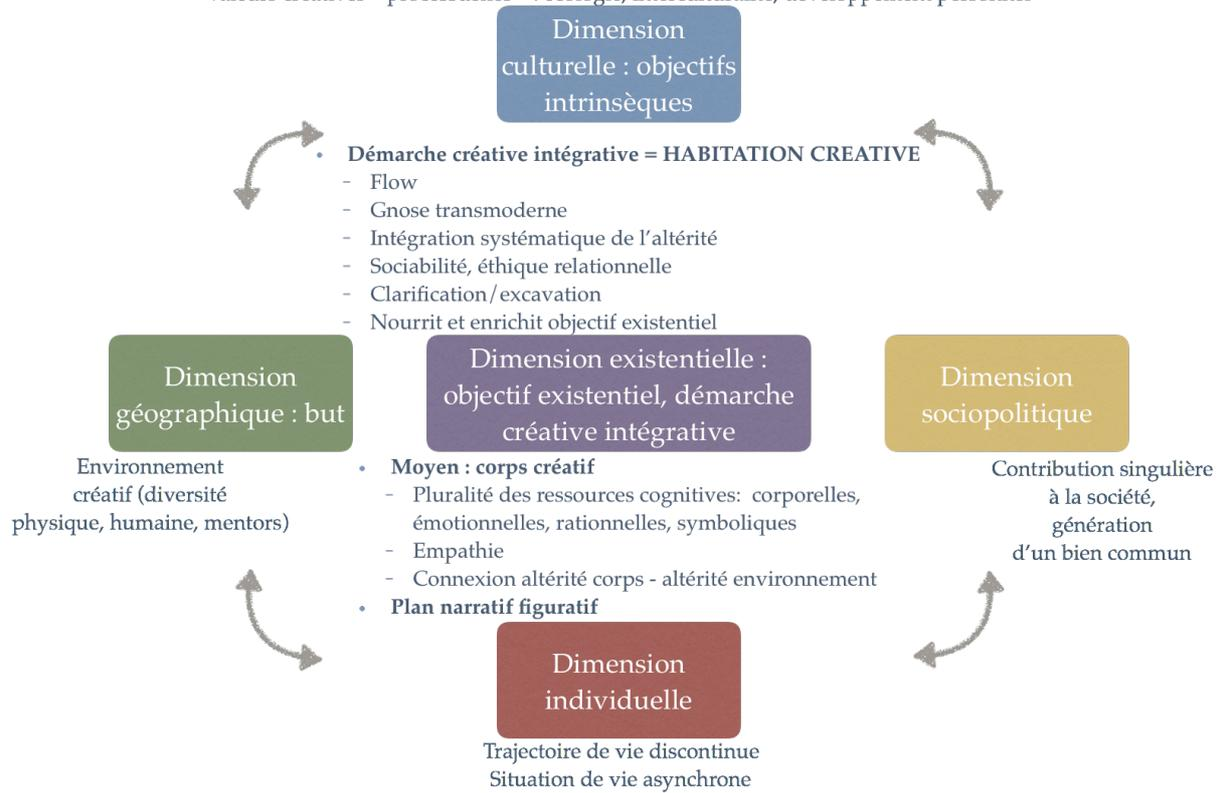 Dimension
culturelle : objectifs
intrinsèques
• Démarche créative intégrative = HABITATION CREATIVE
- Flow
- Gnose transmoderne
- Intégration systématique de l'altérité
- Sociabilité, éthique relationnelle
- Clarification/excavation
- Nourrit et enrichit objectif existentiel
Dimension
géographique : but
Dimension existentielle :
objectif existentiel, démarche
créative intégrative
Dimension
sociopolitique
Environnement
créatif (diversité
physique, humaine, mentors)
• Moyen : corps créatif
- Pluralité des ressources cognitives: corporelles,
émotionnelles, rationnelles, symboliques
- Empathie
- Connexion altérité corps - altérité environnement
• Plan narratif figuratif
Contribution singulière
à la société,
génération
d'un bien commun
Dimension
individuelle
Trajectoire de vie discontinue
Situation de vie asynchrone